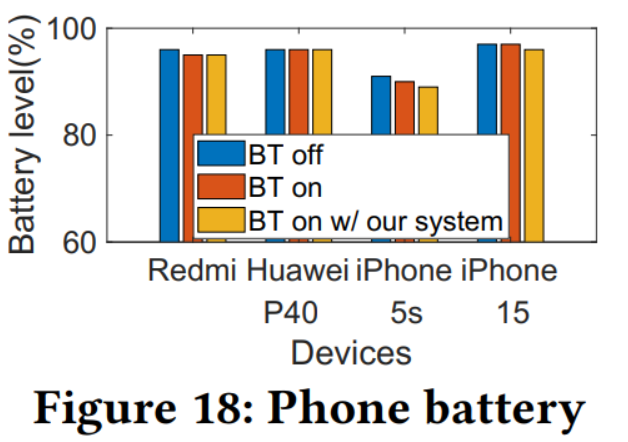 Battery level(%)
100
80
60
BT off
BT on
BT on w/ our system
Redmi Huawei iPhone iPhone
P40 5s 15
Devices
Figure 18: Phone battery